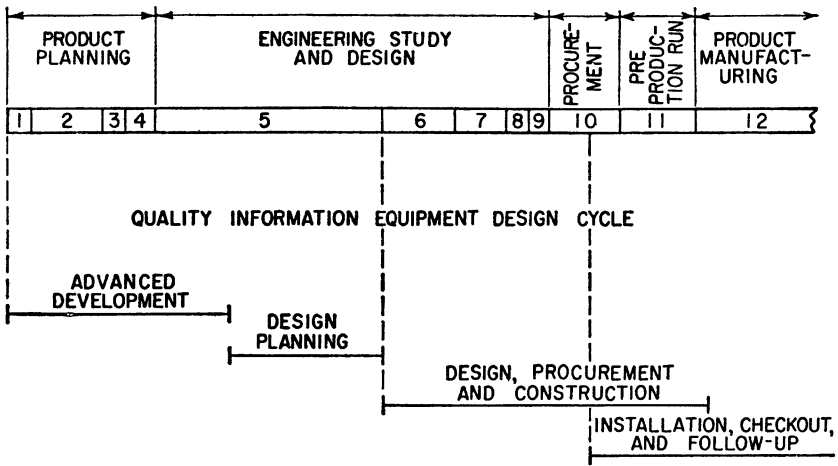 PRODUCT
PLANNING
ENGINEERING STUDY
AND DESIGN
PROCURE-
MENT
PRE
PRODUC-
TION RUN
PRODUCT
MANUFACT-
URING
1 2 3 4 5 6 7 8 9 10 11 12
QUALITY INFORMATION EQUIPMENT DESIGN CYCLE
ADVANCED
DEVELOPMENT
DESIGN
PLANNING
DESIGN, PROCUREMENT
AND CONSTRUCTION
INSTALLATION, CHECKOUT,
AND FOLLOW-UP